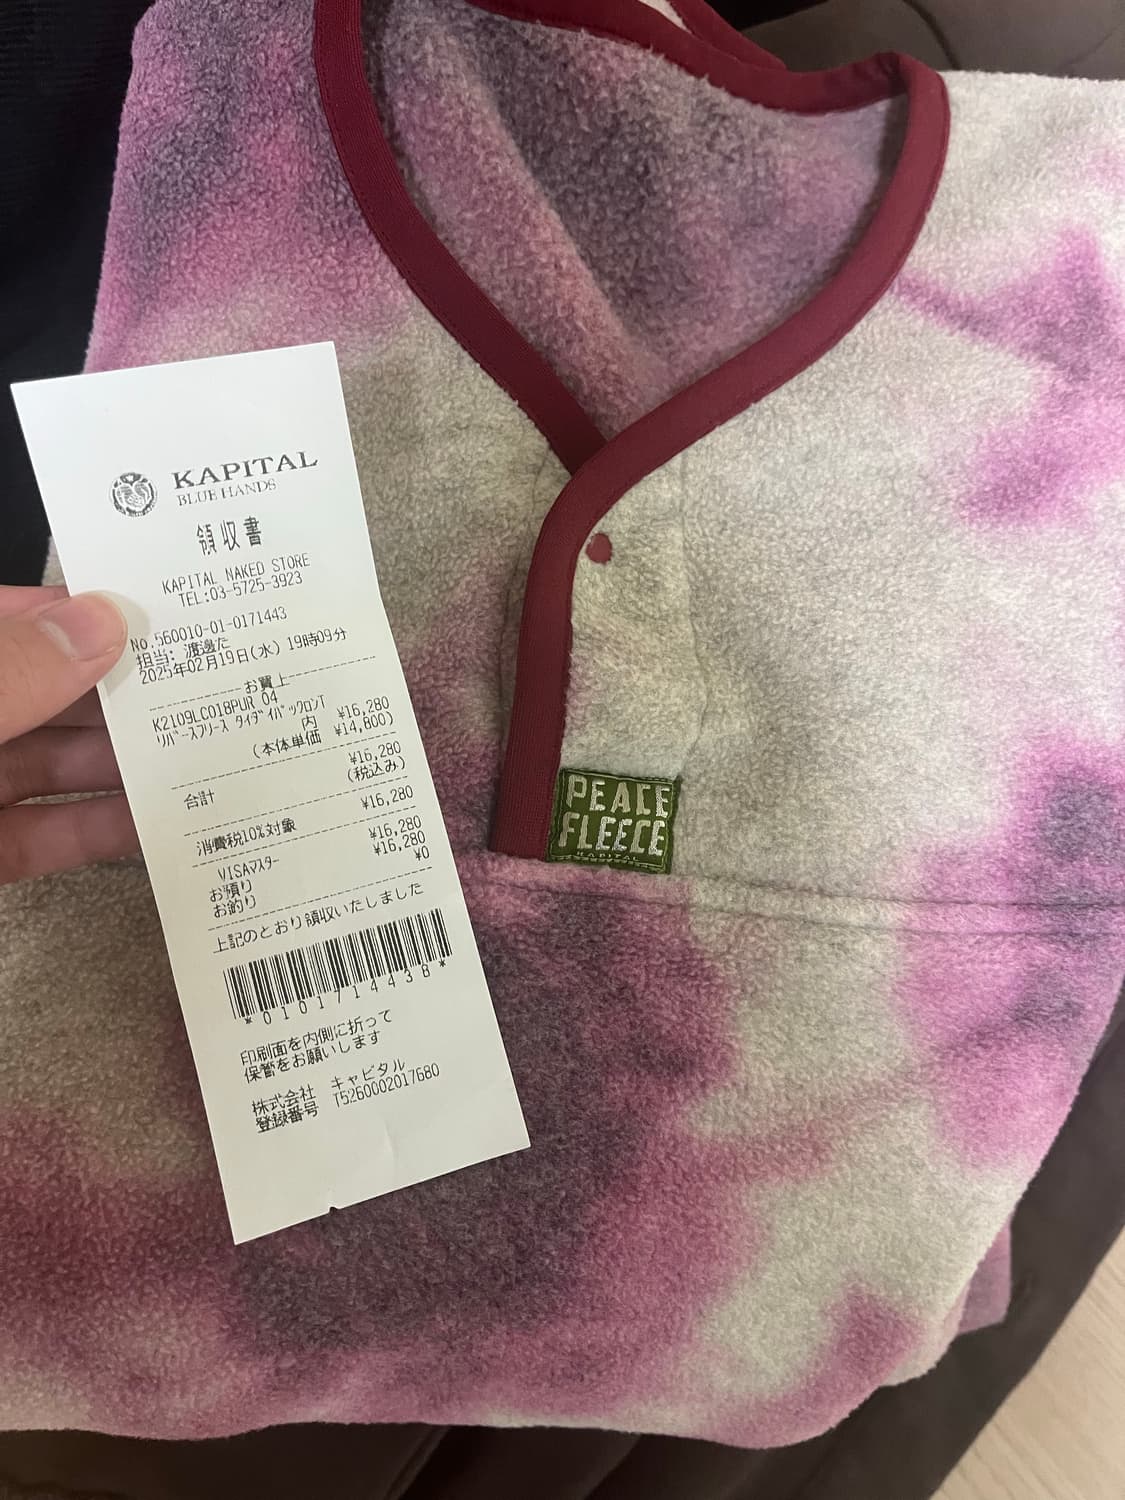 KAPITAL
BLUE HANDS
領収書
KAPITAL NAKED STORE
TEL:03-5725-3923
No.560010-01-0171443
担当: 渡邊た
2025年02月19日(水) 19時09分
お買上
K2109LC018PUR 04
リバースフリース タイダイバックロンT
¥16,280
内
(本体単価 ¥14,800)
¥16,280
合計 (税込み)
¥16,280
消費税10%対象 ¥16,280
VISAマスター ¥16,280
お預り ¥0
お釣り
上記のとおり領収いたしました
*0101714438*
印刷面を内側に折って
保管をお願いします
株式会社 キャピタル
登録番号 T5260002017680
PEACE
FLEECE
KAPITAL